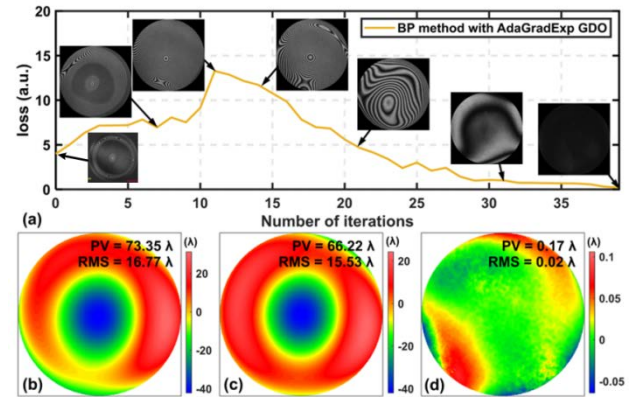 20
15
10
5
0
loss (a.u.)
BP method with AdaGradExp GDO
0 5 10 15 20 25 30 35
(a)
Number of iterations
PV = 73.35 λ
RMS = 16.77 λ
(λ)
20
0
-20
-40
(b)
PV = 66.22 λ
RMS = 15.53 λ
(λ)
20
0
-20
-40
(c)
PV = 0.17 λ
RMS = 0.02 λ
(λ)
0.1
0.05
0
-0.05
(d)